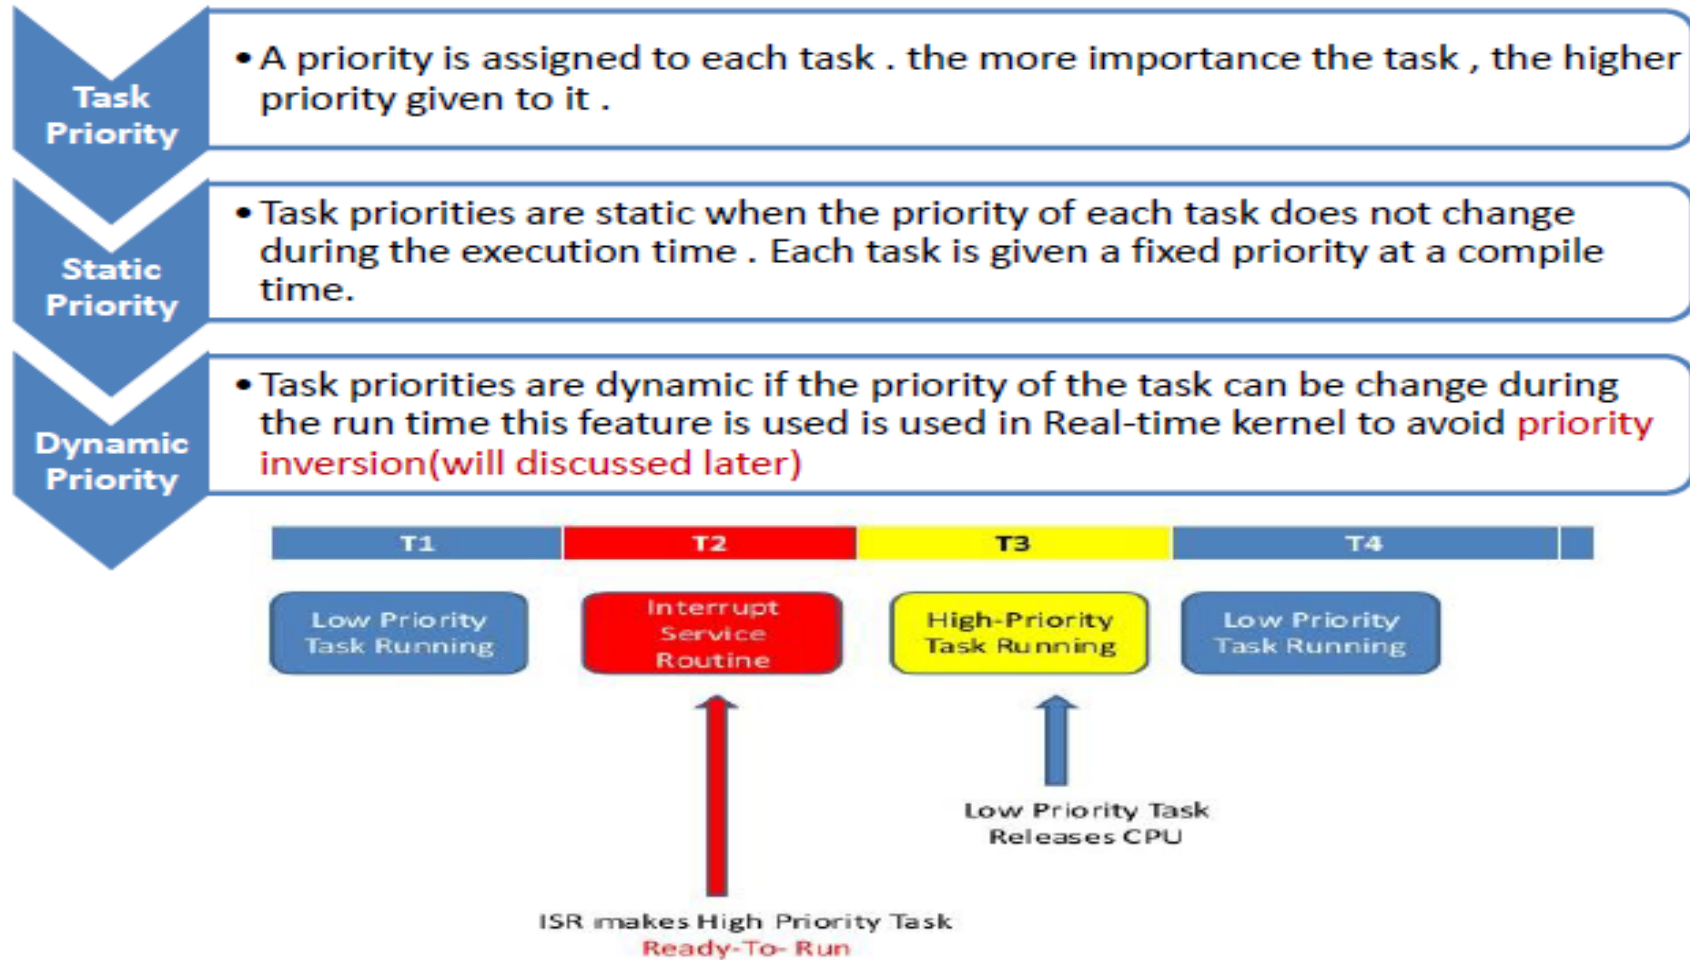 Task
Priority
• A priority is assigned to each task . the more importance the task , the higher
priority given to it .
Static
Priority
• Task priorities are static when the priority of each task does not change
during the execution time . Each task is given a fixed priority at a compile
time.
Dynamic
Priority
• Task priorities are dynamic if the priority of the task can be change during
the run time this feature is used is used in Real-time kernel to avoid priority
inversion(will discussed later)
T1
T2
T3
T4
Low Priority
Task Running
Interrupt
Service
Routine
High-Priority
Task Running
Low Priority
Task Running
Low Priority Task
Releases CPU
ISR makes High Priority Task
Ready-To- Run